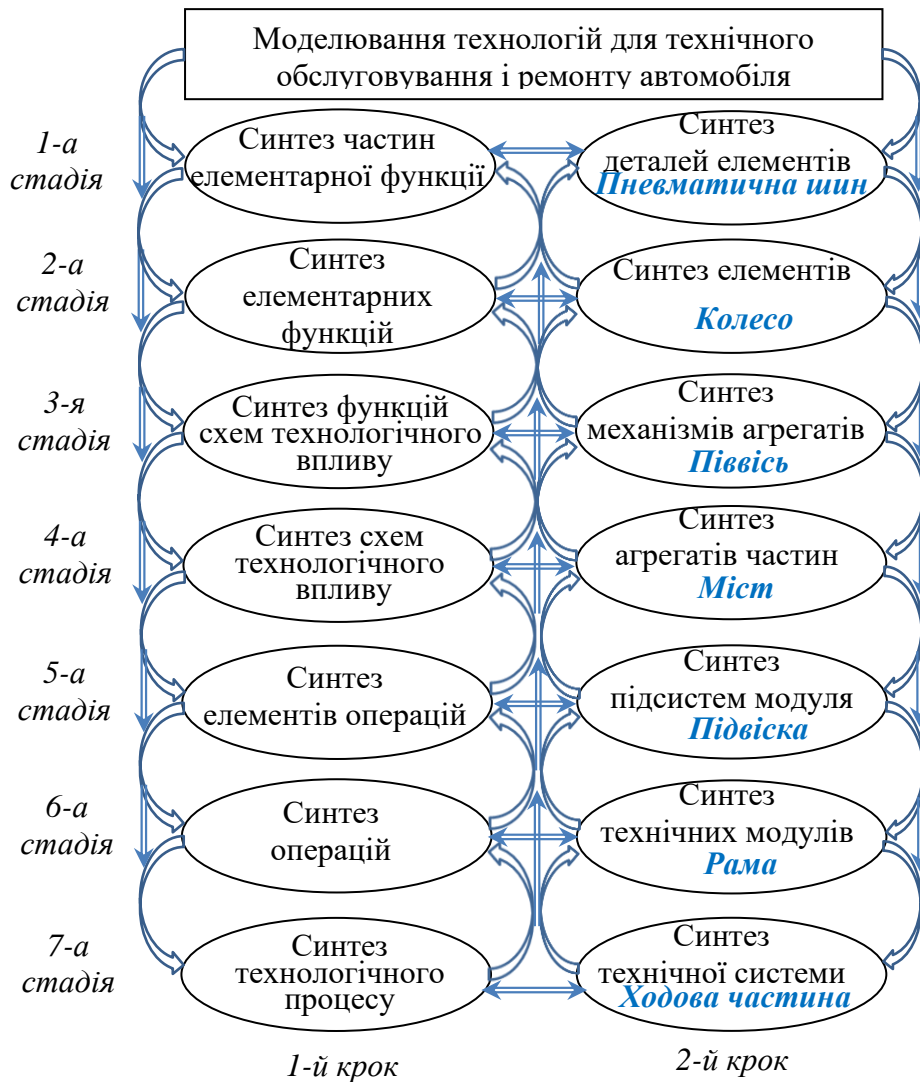 Моделювання технологій для технічного
обслуговування і ремонту автомобіля
1-а
стадія
Синтез частин
елементарної функції
Синтез
деталей елементів
Пневматична шин
2-а
стадія
Синтез
елементарних
функцій
Синтез елементів
Колесо
3-я
стадія
Синтез функцій
схем технологічного
впливу
Синтез
механізмів агрегатів
Піввісь
4-а
стадія
Синтез схем
технологічного
впливу
Синтез
агрегатів частин
Міст
5-а
стадія
Синтез
елементів операцій
Синтез
підсистем модуля
Підвіска
6-а
стадія
Синтез
операцій
Синтез
технічних модулів
Рама
7-а
стадія
Синтез
технологічного
процесу
Синтез
технічної системи
Ходова частина
1-й крок
2-й крок